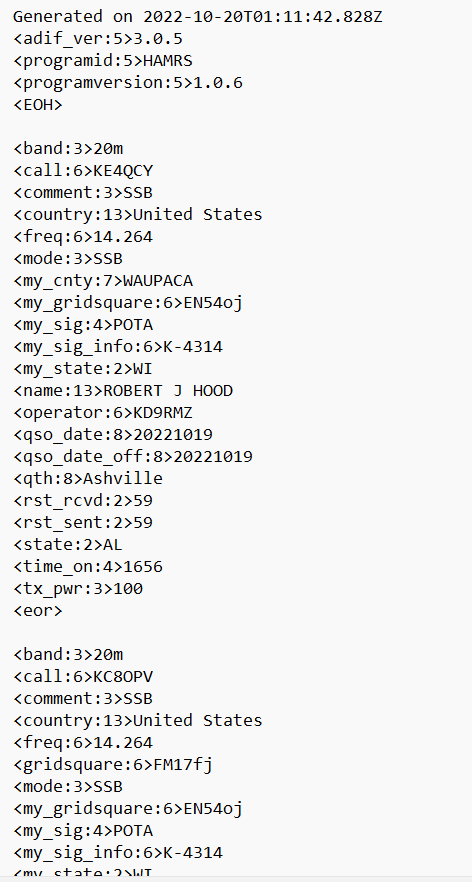 Generated on 2022-10-20T01:11:42.828Z
<adif_ver:5>3.0.5
<programid:5>HAMRS
<programversion:5>1.0.6
<EOH>

<band:3>20m
<call:6>KE4QCY
<comment:3>SSB
<country:13>United States
<freq:6>14.264
<mode:3>SSB
<my_cnty:7>WAUPACA
<my_gridsquare:6>EN54oj
<my_sig:4>POTA
<my_sig_info:6>K-4314
<my_state:2>WI
<name:13>ROBERT J HOOD
<operator:6>KD9RMZ
<qso_date:8>20221019
<qso_date_off:8>20221019
<qth:8>Ashville
<rst_rcvd:2>59
<rst_sent:2>59
<state:2>AL
<time_on:4>1656
<tx_pwr:3>100
<eor>

<band:3>20m
<call:6>KC8OPV
<comment:3>SSB
<country:13>United States
<freq:6>14.264
<gridsquare:6>FM17fj
<mode:3>SSB
<my_gridsquare:6>EN54oj
<my_sig:4>POTA
<my_sig_info:6>K-4314
<my_state:2>WI